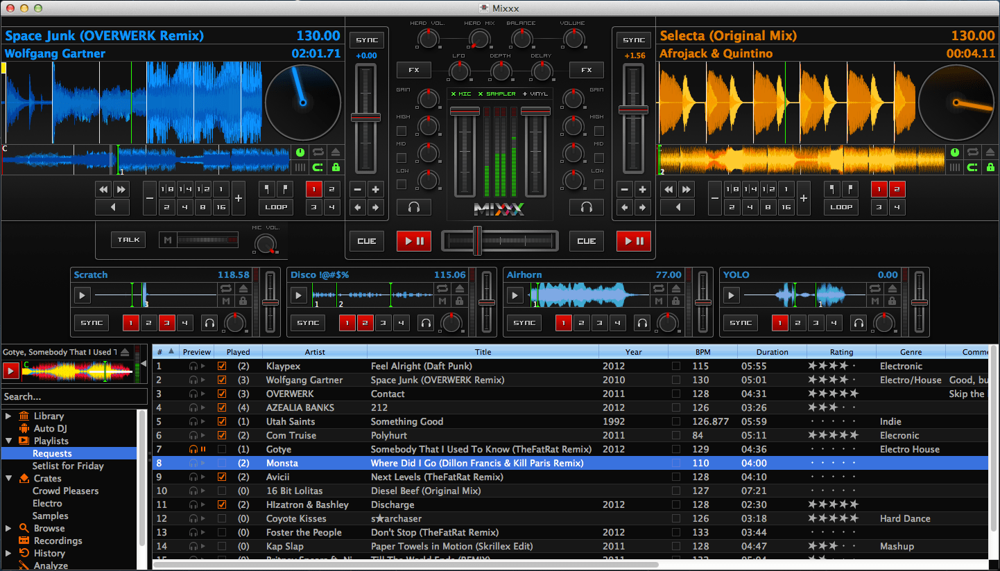 Mixxx
Space Junk (OVERWERK Remix) 130.00
Wolfgang Gartner 02:01.71
C
1
SYNC
+0.00
HEAD VOL. HEAD MIX BALANCE VOLUME
LFO DEPTH DELAY
FX FX
× MIC × SAMPLER + VINYL
GAIN GAIN
HIGH HIGH
MID MID
LOW LOW
MIXXX
SYNC
+1.56
Selecta (Original Mix) 130.00
Afrojack & Quintino 00:04.11
2
1|8 1|4 1|2 1
2 4 8 16
LOOP
1 2
3 4
1|8 1|4 1|2 1
2 4 8 16
LOOP
1 2
3 4
TALK M MIC VOL.
CUE CUE
Scratch 118.58
3
M
SYNC 1 2 3 4
Disco !@#$% 115.06
1 2
M
SYNC 1 2 3 4
Airhorn 77.00
1
M
SYNC 1 2 3 4
YOLO 0.00
1
M
SYNC 1 2 3 4
Gotye, Somebody That I Used T
C
Search...
Library
Auto DJ
Playlists
Requests
Setlist for Friday
Crates
Crowd Pleasers
Electro
Samples
Browse
Recordings
History
Analyze
# Preview Played Artist Title Year BPM Duration Rating Genre Comme
1 (2) Klaypex Feel Alright (Daft Punk) 2012 115 05:55 Electronic
2 (3) Wolfgang Gartner Space Junk (OVERWERK Remix) 2010 130 05:01 Electro/House Good, bu
3 (3) OVERWERK Contact 2011 128 04:31 Skip the
4 (4) AZEALIA BANKS 212 2012 126 03:26
5 (1) Utah Saints Something Good 1992 126.877 05:59 Indie
6 (2) Com Truise Polyhurt 2011 84 05:11 Elecronic
7 (1) Gotye Somebody That I Used To Know (TheFatRat Remix) 2012 129 04:36 Electro House
8 (2) Monsta Where Did I Go (Dillon Francis & Kill Paris Remix) 110 04:00
9 (2) Avicii Next Levels (TheFatRat Remix) 128 04:10
10 (0) 16 Bit Lolitas Diesel Beef (Original Mix) 127 07:21
11 (2) HIzatron & Bashley Discharge 2012 128 02:30
12 (0) Coyote Kisses s★archaser 126 03:18 Hard Dance
13 (0) Foster the People Don't Stop (TheFatRat Remix) 2012 133 03:44
14 (0) Kap Slap Paper Towels in Motion (Skrillex Edit) 2011 128 04:47 Mashup
15 (0) Britney Spears ft. Ni Till The World Ends (REMIX) 2011 132 05:04